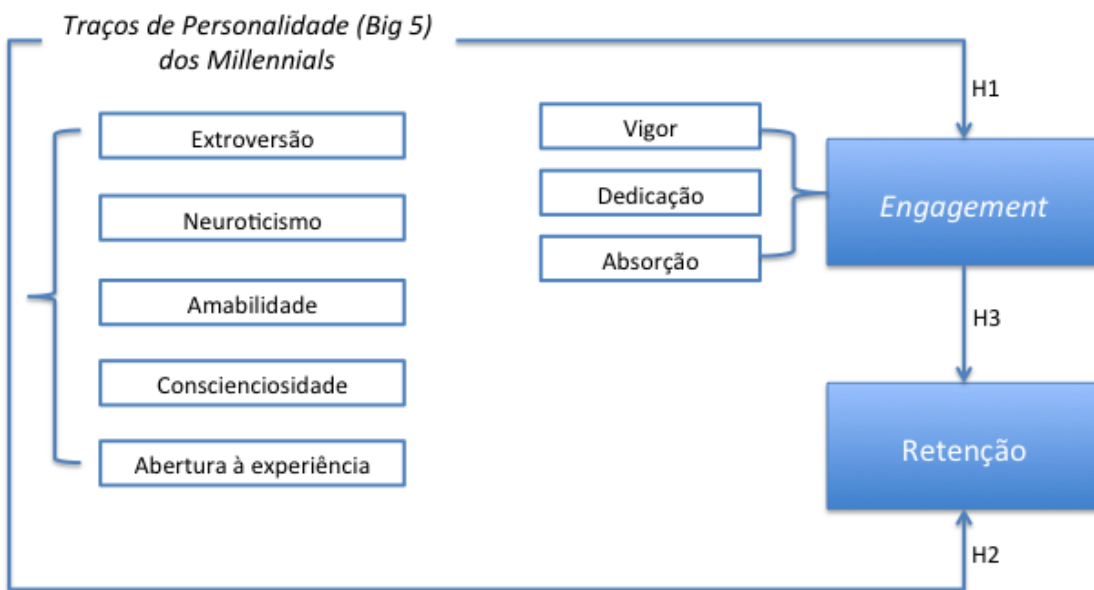 Traços de Personalidade (Big 5)
dos Millennials
H1
Extroversão
Vigor
Neuroticismo
Dedicação
Engagement
Absorção
Amabilidade
H3
Conscienciosidade
Retenção
Abertura à experiência
H2